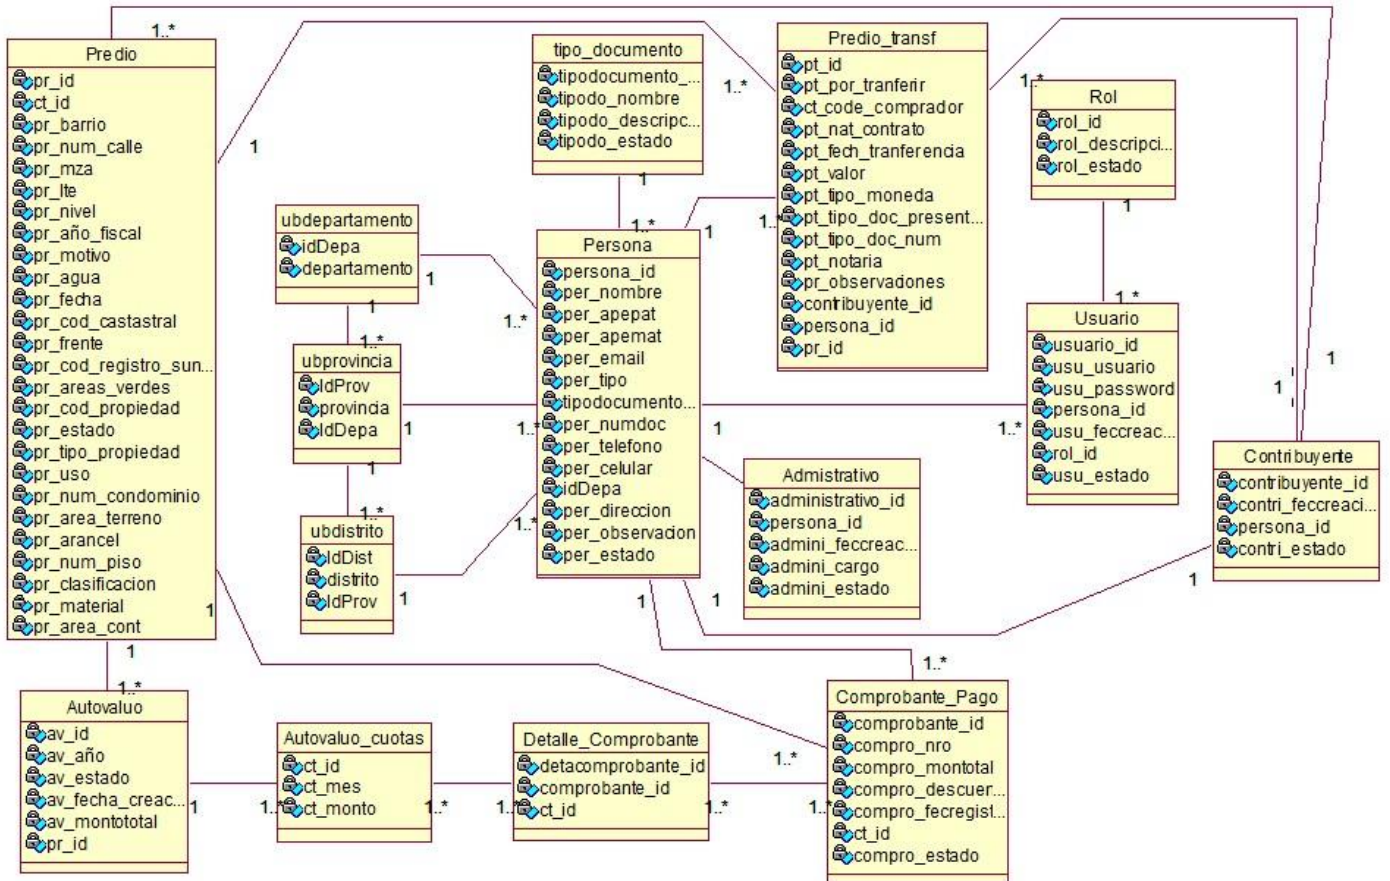 1..*
Predio
pr_id
ct_id
pr_barrio
pr_num_calle
pr_mza
pr_lte
pr_nivel
pr_año_fiscal
pr_motivo
pr_agua
pr_fecha
pr_cod_castastral
pr_frente
pr_cod_registro_sun...
pr_areas_verdes
pr_cod_propiedad
pr_estado
pr_tipo_propiedad
pr_uso
pr_num_condominio
pr_area_terreno
pr_arancel
pr_num_piso
pr_clasificacion
pr_material
pr_area_cont
1
1
1
tipo_documento
tipodocumento_...
tipodo_nombre
tipodo_descripc...
tipodo_estado
1
1..*
Predio_transf
pt_id
pt_por_tranferir
ct_code_comprador
pt_nat_contrato
pt_fech_tranferencia
pt_valor
pt_tipo_moneda
pt_tipo_doc_present...
pt_tipo_doc_num
pt_notaria
pr_observaciones
contribuyente_id
persona_id
pr_id
1..*
1..*
1..*
Rol
rol_id
rol_descripci...
rol_estado
1
1..*
ubdepartamento
idDepa
departamento
1
1
1..*
1..*
ubprovincia
IdProv
provincia
IdDepa
1
1
1..*
1..*
ubdistrito
IdDist
distrito
IdProv
1
1..*
Persona
persona_id
per_nombre
per_apepat
per_apemat
per_email
per_tipo
tipodocumento...
per_numdoc
per_telefono
per_celular
idDepa
per_direccion
per_observacion
per_estado
1
1
1
1
Usuario
usuario_id
usu_usuario
usu_password
persona_id
usu_feccreac...
rol_id
usu_estado
1..*
Admistrativo
administrativo_id
persona_id
admini_feccreac...
admini_cargo
admini_estado
1
1
Contribuyente
contribuyente_id
contri_feccreaci...
persona_id
contri_estado
1
1..*
Autovaluo
av_id
av_año
av_estado
av_fecha_creac...
av_montototal
pr_id
1
Autovaluo_cuotas
ct_id
ct_mes
ct_monto
1..*
1..*
Detalle_Comprobante
detacomprobante_id
comprobante_id
ct_id
1..*
1..*
Comprobante_Pago
comprobante_id
compro_nro
compro_montotal
compro_descuer...
compro_fecregist...
ct_id
compro_estado
1..*
1..*
1..*